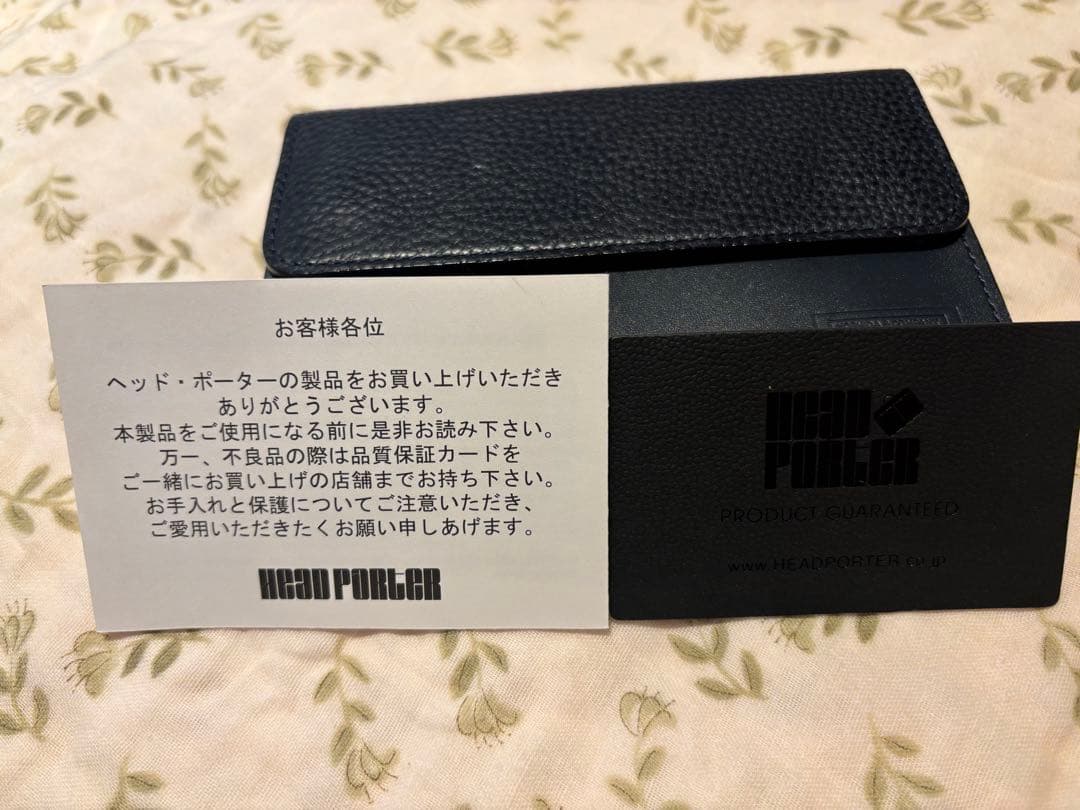 お客様各位
ヘッド・ポーターの製品をお買い上げいただき
ありがとうございます。
本製品をご使用になる前に是非お読み下さい。
万一、不良品の際は品質保証カードを
ご一緒にお買い上げの店舗までお持ち下さい。
お手入れと保護についてご注意いただき、
ご愛用いただきたくお願い申しあげます。
HEAD PORTER
HEAD
PORTER
PRODUCT GUARANTEED
www.HEADPORTER.co.jp